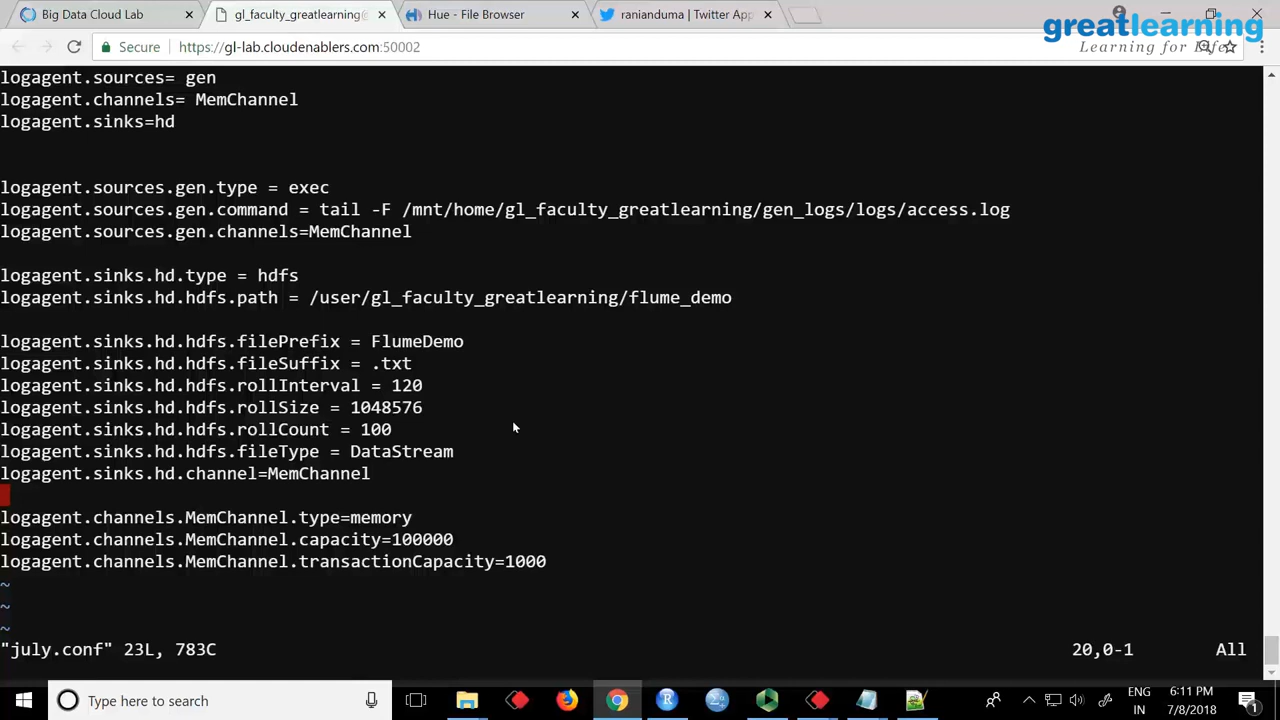 Big Data Cloud Lab
gl_faculty_greatlearning@
Hue - File Browser
ranianduma | Twitter App
greatlearning
Learning for Life
Secure
https://gl-lab.cloudenablers.com:50002
logagent.sources= gen
logagent.channels= MemChannel
logagent.sinks=hd
logagent.sources.gen.type = exec
logagent.sources.gen.command = tail -F /mnt/home/gl_faculty_greatlearning/gen_logs/logs/access.log
logagent.sources.gen.channels=MemChannel
logagent.sinks.hd.type = hdfs
logagent.sinks.hd.hdfs.path = /user/gl_faculty_greatlearning/flume_demo
logagent.sinks.hd.hdfs.filePrefix = FlumeDemo
logagent.sinks.hd.hdfs.fileSuffix = .txt
logagent.sinks.hd.hdfs.rollInterval = 120
logagent.sinks.hd.hdfs.rollSize = 1048576
logagent.sinks.hd.hdfs.rollCount = 100
logagent.sinks.hd.hdfs.fileType = DataStream
logagent.sinks.hd.channel=MemChannel
logagent.channels.MemChannel.type=memory
logagent.channels.MemChannel.capacity=100000
logagent.channels.MemChannel.transactionCapacity=1000
~
~
~
"july.conf" 23L, 783C 20,0-1 All
Type here to search
ENG
IN
6:11 PM
7/8/2018
1